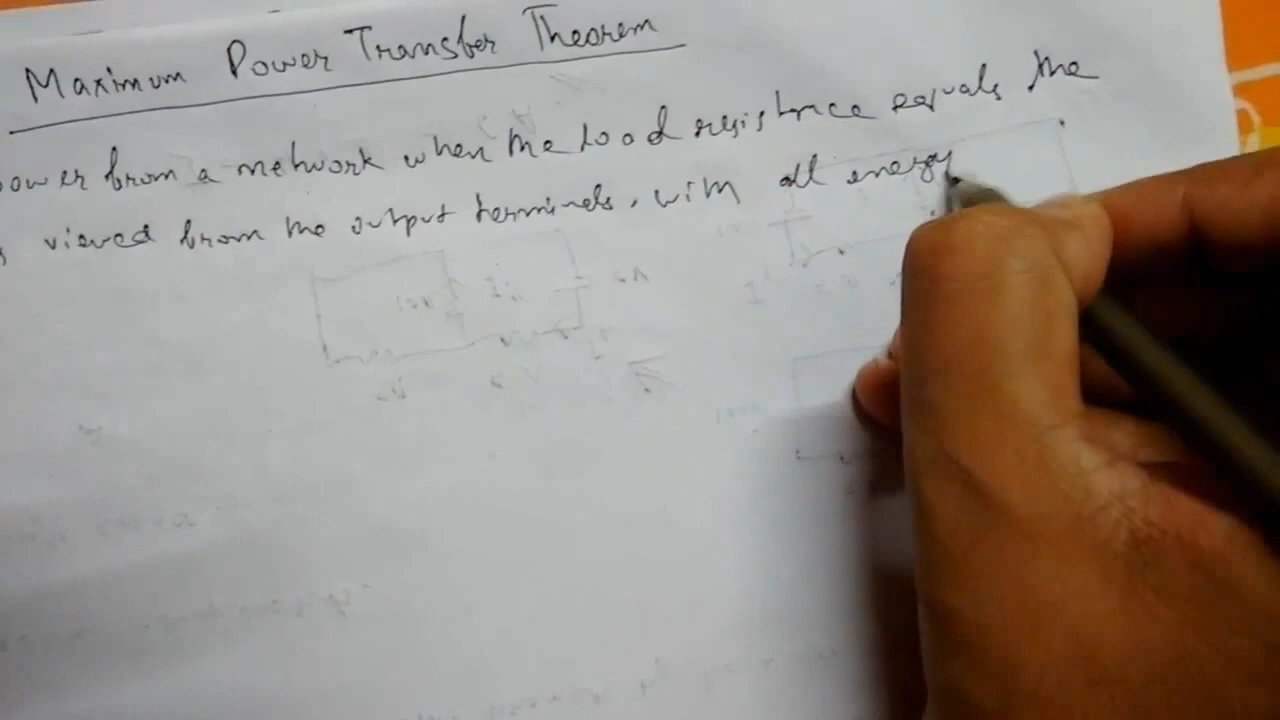 Maximum Power Transfer Theorem
power from a network when the load resistance equals the
viewed from the output terminals, with all energy